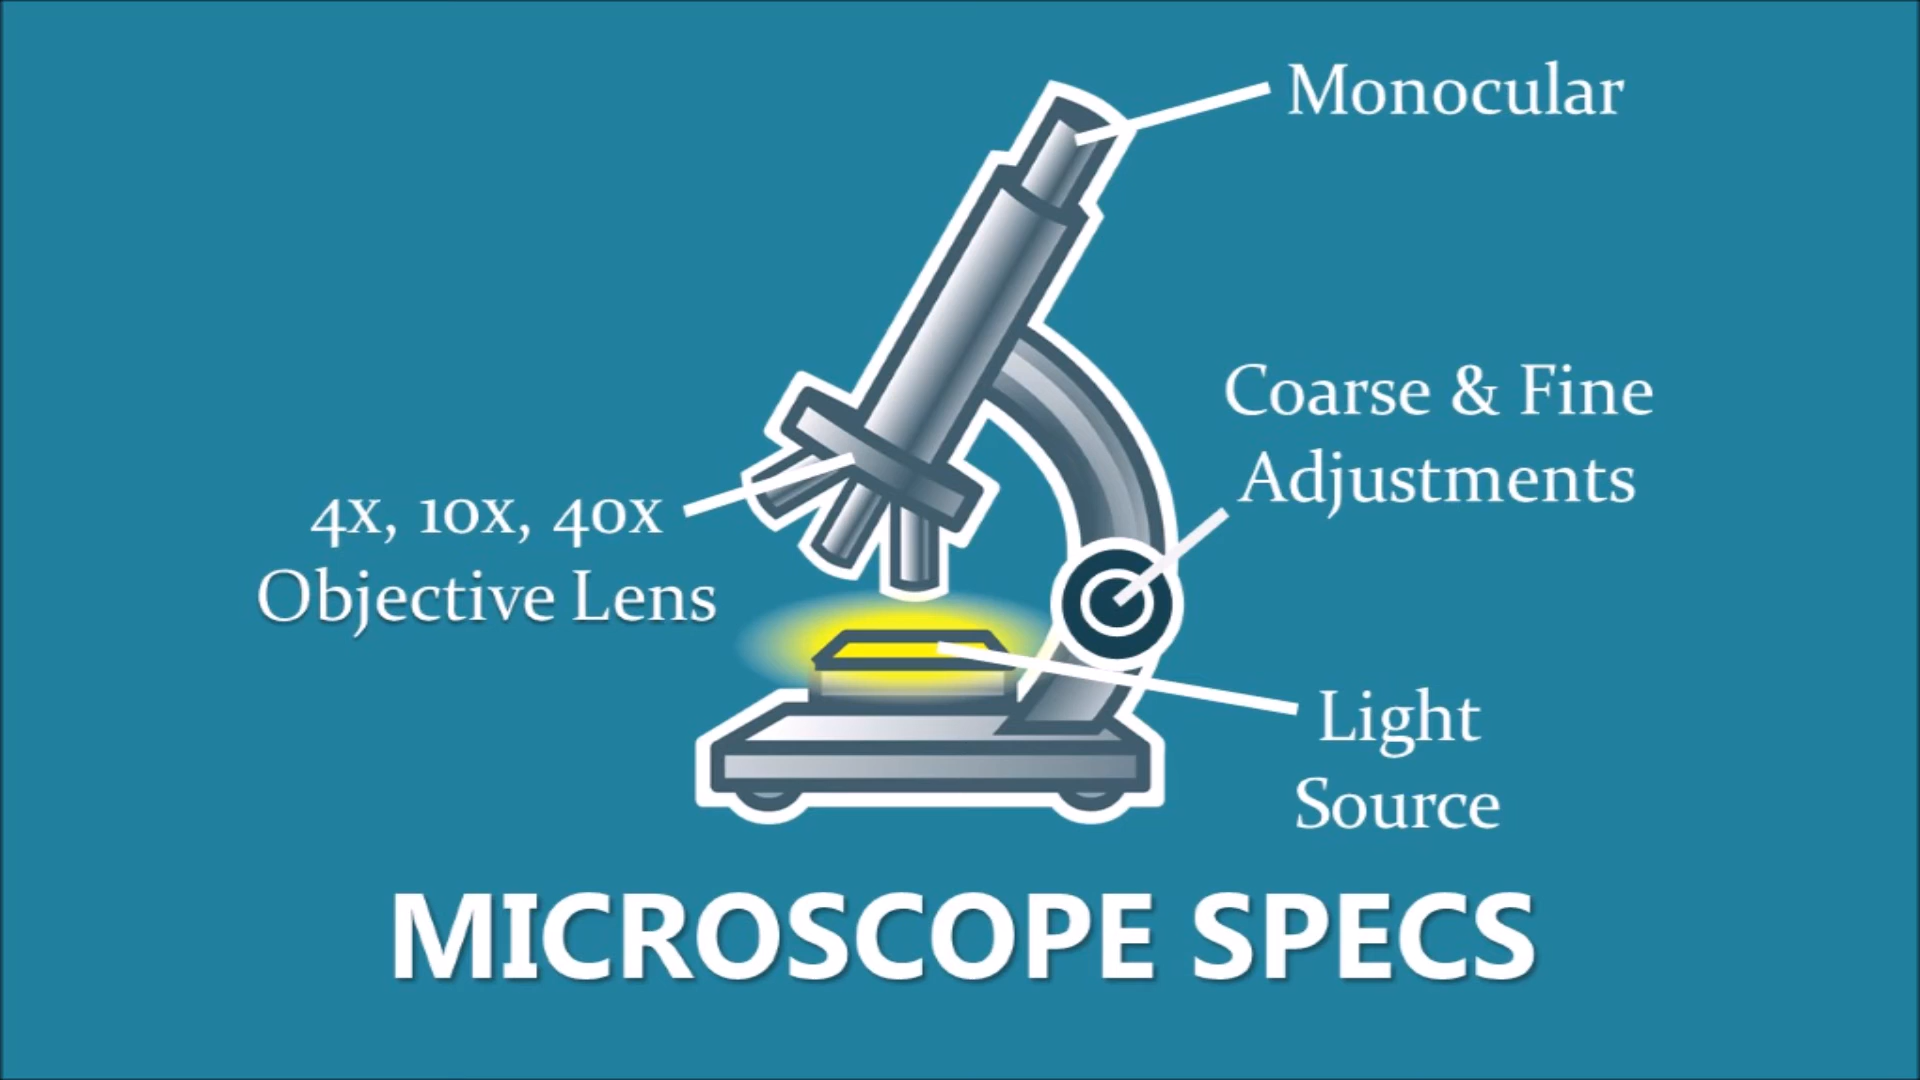 Monocular
Coarse & Fine
Adjustments
4x, 10x, 40x
Objective Lens
Light
Source
MICROSCOPE SPECS